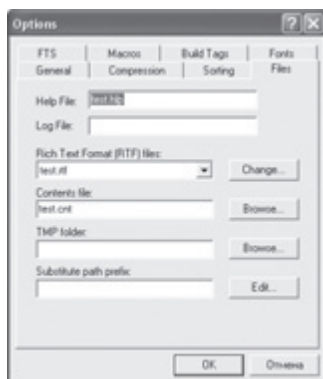 Options
FTS Macros Build Tags Fonts
General Compression Sorting Files
Help File: test.hlp
Log File:
Rich Text Format (RTF) files:
test.rtf Change...
Contents file:
test.cnt Browse...
TMP folder:
Browse...
Substitute path prefix:
Edit...
OK Отмена